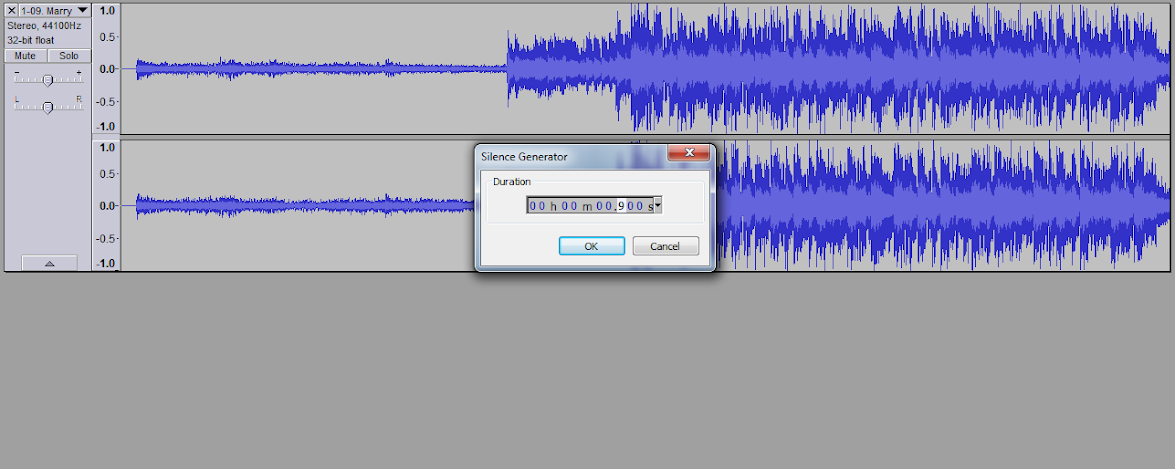 1-09. Marry
Stereo, 44100Hz
32-bit float
Mute Solo
- +
L R
1.0
0.5
0.0
-0.5
-1.0
1.0
0.5
0.0
-0.5
-1.0
Silence Generator
Duration
00 h 00 m 00.900 s
OK Cancel